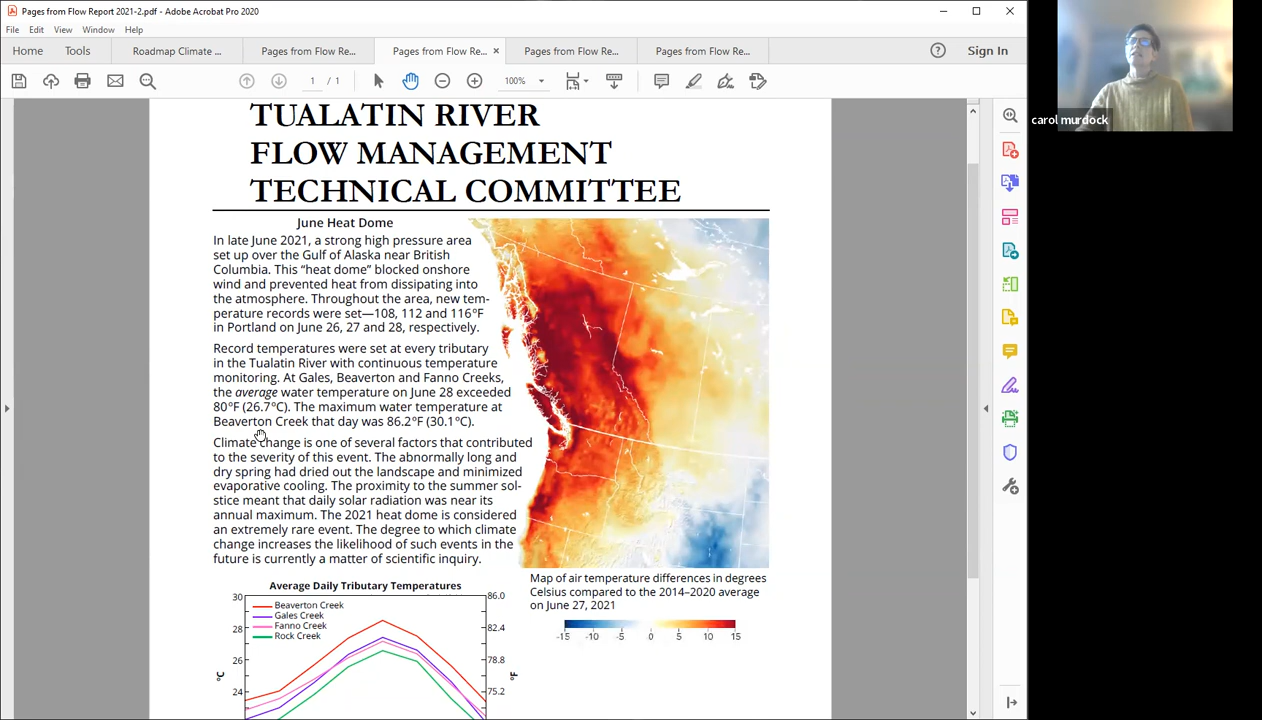 Pages from Flow Report 2021-2.pdf - Adobe Acrobat Pro 2020
File Edit View Window Help
Home Tools Roadmap Climate ... Pages from Flow Re... Pages from Flow Re... × Pages from Flow Re... Pages from Flow Re... Sign In
1 / 1 100%
carol murdock
TUALATIN RIVER
FLOW MANAGEMENT
TECHNICAL COMMITTEE
June Heat Dome
In late June 2021, a strong high pressure area
set up over the Gulf of Alaska near British
Columbia. This “heat dome” blocked onshore
wind and prevented heat from dissipating into
the atmosphere. Throughout the area, new tem-
perature records were set—108, 112 and 116°F
in Portland on June 26, 27 and 28, respectively.
Record temperatures were set at every tributary
in the Tualatin River with continuous temperature
monitoring. At Gales, Beaverton and Fanno Creeks,
the average water temperature on June 28 exceeded
80°F (26.7°C). The maximum water temperature at
Beaverton Creek that day was 86.2°F (30.1°C).
Climate change is one of several factors that contributed
to the severity of this event. The abnormally long and
dry spring had dried out the landscape and minimized
evaporative cooling. The proximity to the summer sol-
stice meant that daily solar radiation was near its
annual maximum. The 2021 heat dome is considered
an extremely rare event. The degree to which climate
change increases the likelihood of such events in the
future is currently a matter of scientific inquiry.
Map of air temperature differences in degrees
Celsius compared to the 2014–2020 average
on June 27, 2021
-15 -10 -5 0 5 10 15
Average Daily Tributary Temperatures
30 86.0
Beaverton Creek
Gales Creek
Fanno Creek
Rock Creek
28 82.4
26 78.8
°C °F
24 75.2